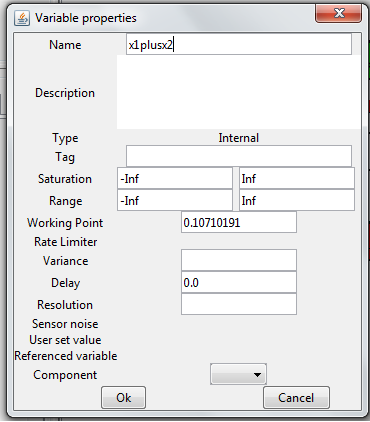 Variable properties
Name x1plusx2
Description
Type Internal
Tag
Saturation -Inf Inf
Range -Inf Inf
Working Point 0.10710191
Rate Limiter
Variance
Delay 0.0
Resolution
Sensor noise
User set value
Referenced variable
Component
Ok Cancel